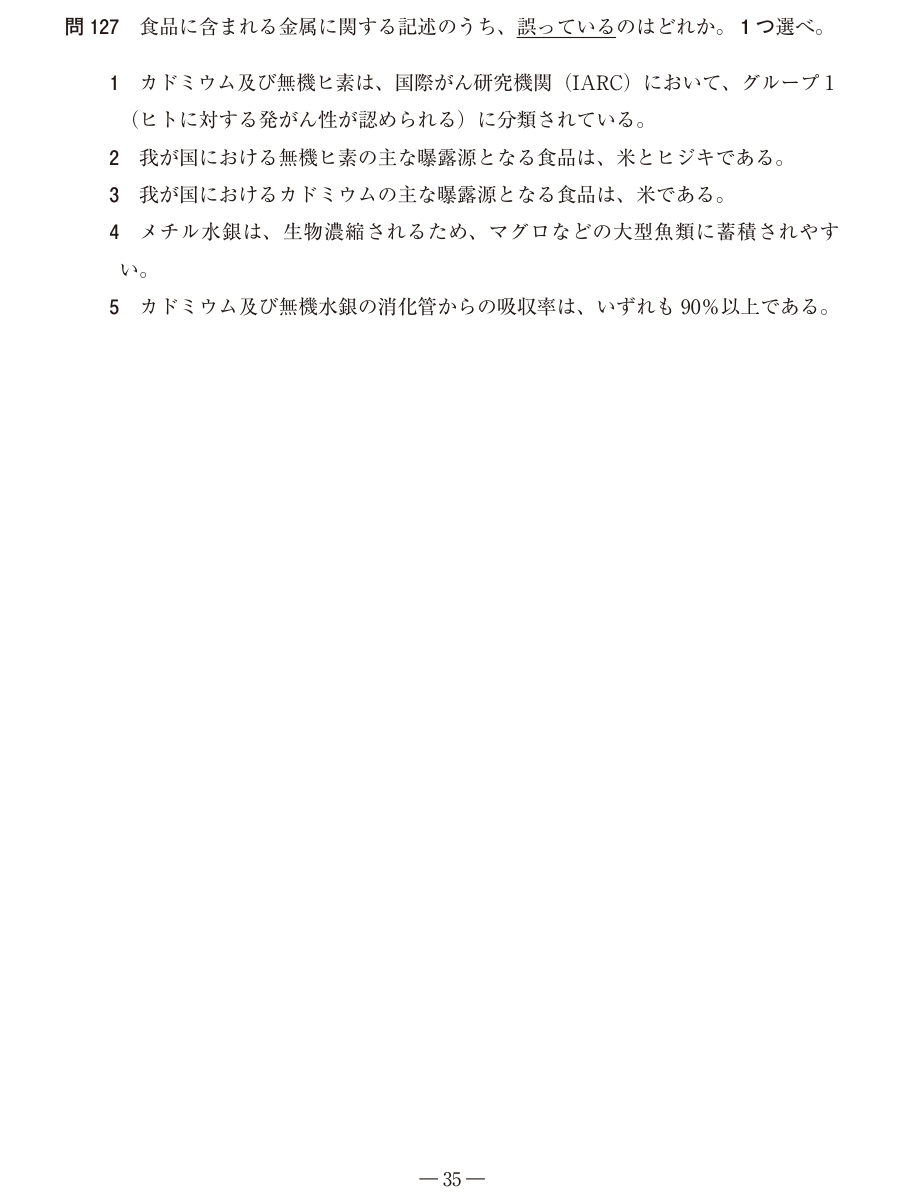 問 127 食品に含まれる金属に関する記述のうち、誤っているのはどれか。1つ選べ。
1 カドミウム及び無機ヒ素は、国際がん研究機関（IARC）において、グループ1
（ヒトに対する発がん性が認められる）に分類されている。
2 我が国における無機ヒ素の主な曝露源となる食品は、米とヒジキである。
3 我が国におけるカドミウムの主な曝露源となる食品は、米である。
4 メチル水銀は、生物濃縮されるため、マグロなどの大型魚類に蓄積されやす
い。
5 カドミウム及び無機水銀の消化管からの吸収率は、いずれも 90％以上である。
― 35 ―